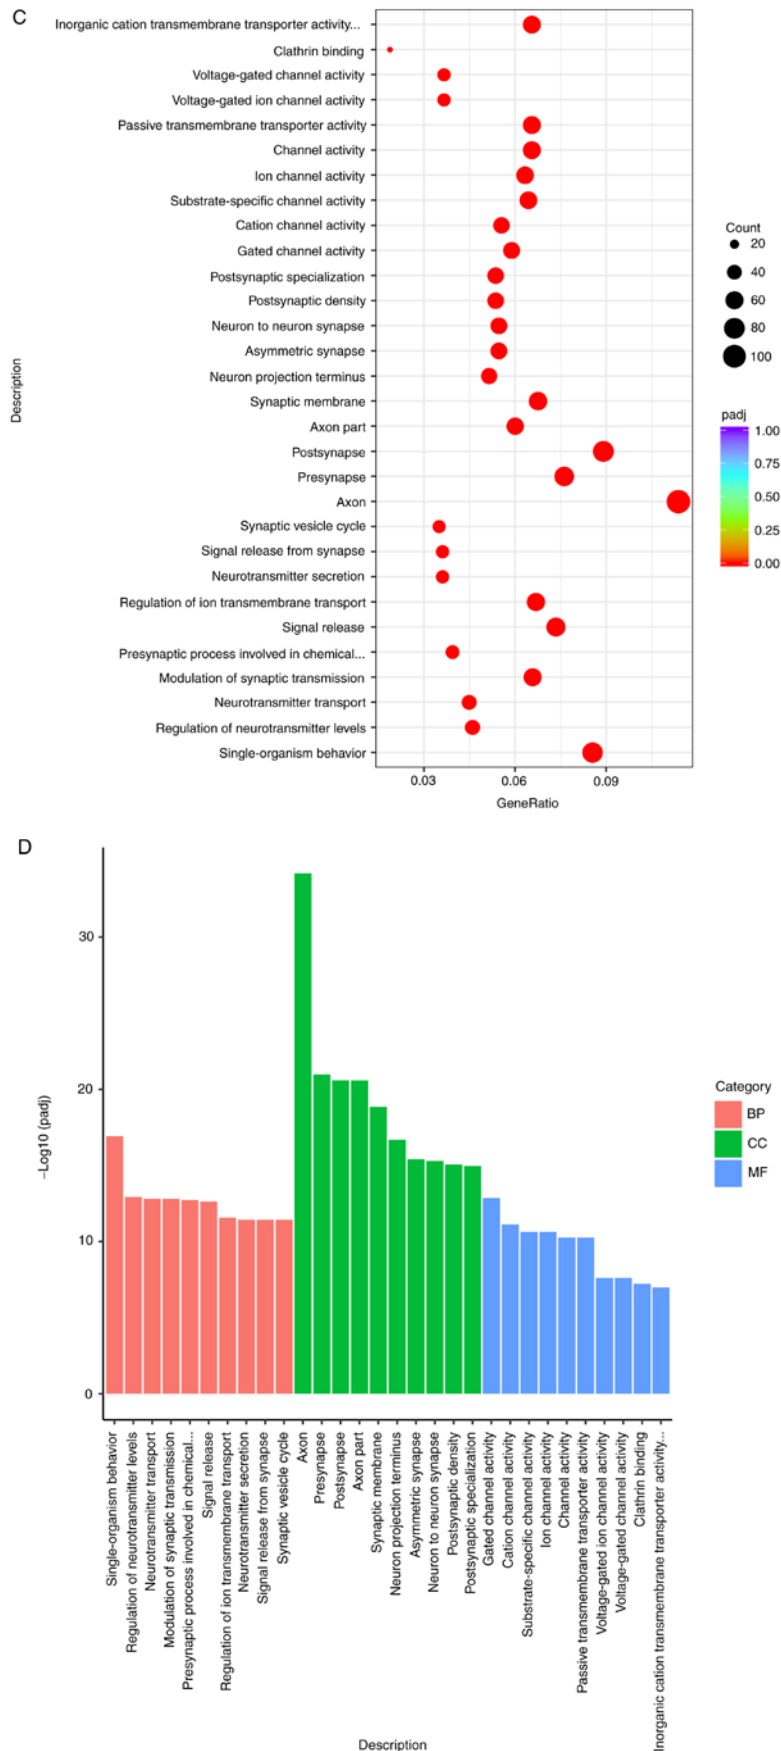 C
Inorganic cation transmembrane transporter activity...
Clathrin binding
Voltage-gated channel activity
Voltage-gated ion channel activity
Passive transmembrane transporter activity
Channel activity
Ion channel activity
Substrate-specific channel activity
Cation channel activity
Gated channel activity
Postsynaptic specialization
Postsynaptic density
Neuron to neuron synapse
Asymmetric synapse
Neuron projection terminus
Synaptic membrane
Axon part
Postsynapse
Presynapse
Axon
Synaptic vesicle cycle
Signal release from synapse
Neurotransmitter secretion
Regulation of ion transmembrane transport
Signal release
Presynaptic process involved in chemical...
Modulation of synaptic transmission
Neurotransmitter transport
Regulation of neurotransmitter levels
Single-organism behavior
Description
0.03 0.06 0.09
GeneRatio
Count
20
40
60
80
100
padj
1.00
0.75
0.50
0.25
0.00
D
30
20
10
0
−Log10 (padj)
Category
BP
CC
MF
Single-organism behavior
Regulation of neurotransmitter levels
Neurotransmitter transport
Modulation of synaptic transmission
Presynaptic process involved in chemical...
Signal release
Regulation of ion transmembrane transport
Neurotransmitter secretion
Signal release from synapse
Synaptic vesicle cycle
Axon
Presynapse
Postsynapse
Axon part
Synaptic membrane
Neuron projection terminus
Asymmetric synapse
Neuron to neuron synapse
Postsynaptic density
Postsynaptic specialization
Gated channel activity
Cation channel activity
Substrate-specific channel activity
Ion channel activity
Channel activity
Passive transmembrane transporter activity
Voltage-gated ion channel activity
Voltage-gated channel activity
Clathrin binding
Inorganic cation transmembrane transporter activity...
Description